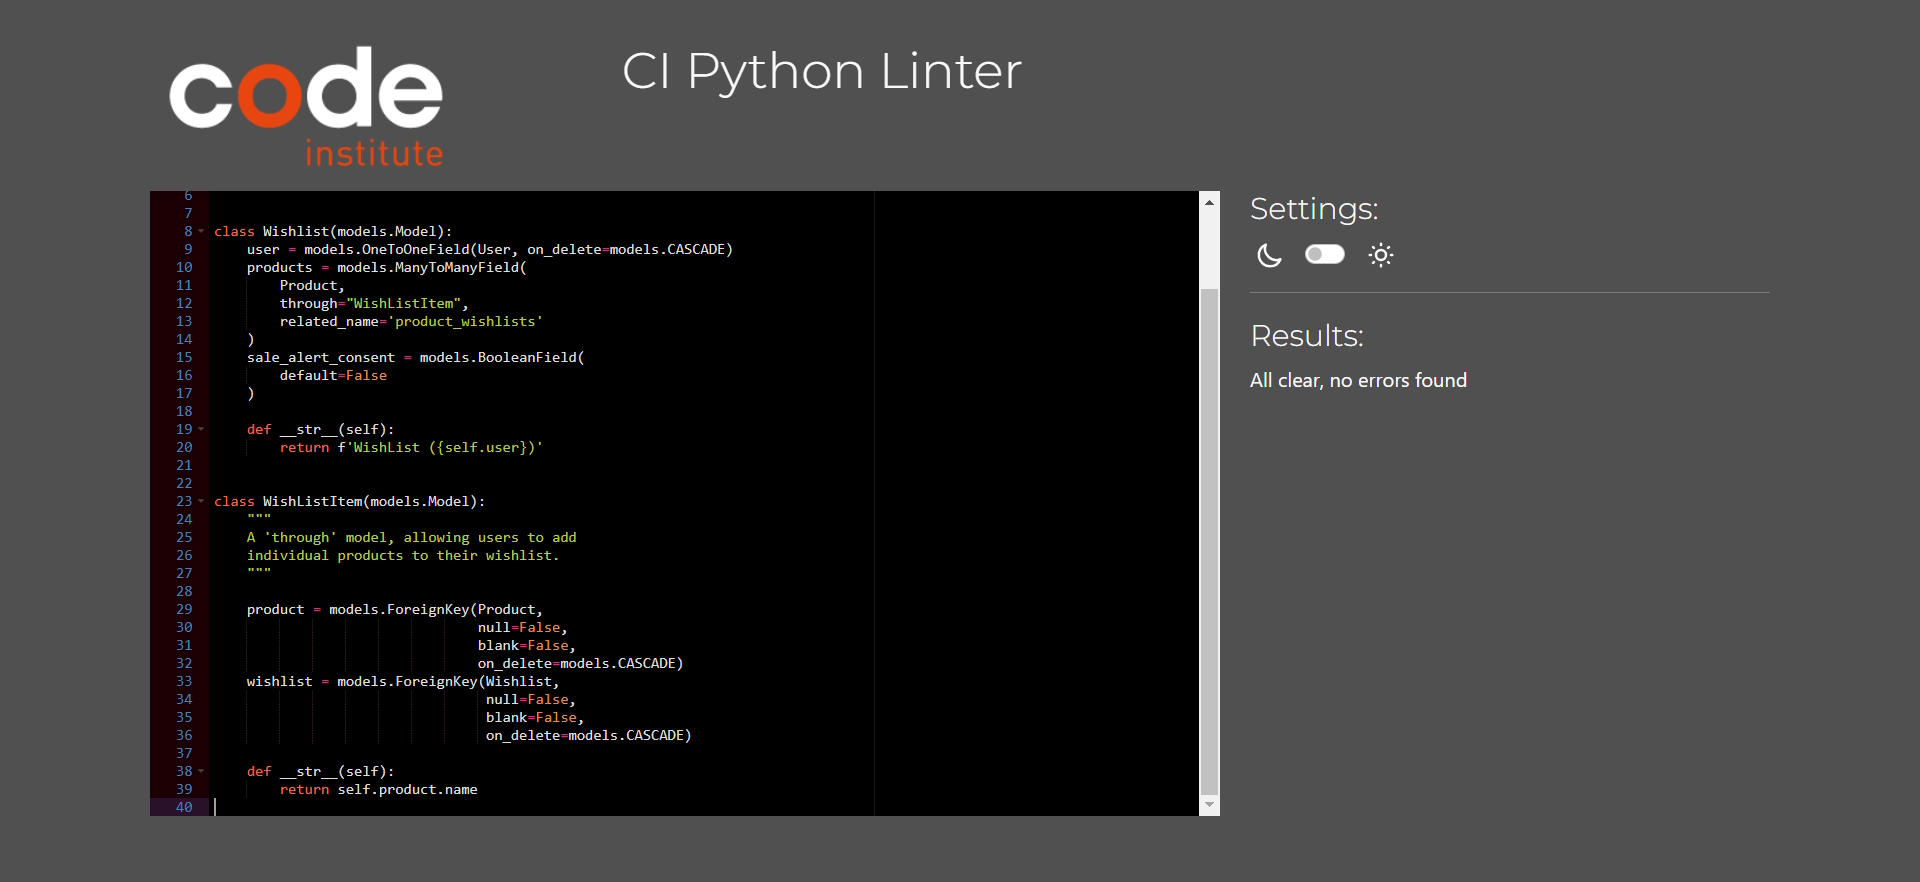 code
institute
CI Python Linter
6
7
8 class Wishlist(models.Model):
9     user = models.OneToOneField(User, on_delete=models.CASCADE)
10     products = models.ManyToManyField(
11         Product,
12         through="WishListItem",
13         related_name='product_wishlists'
14     )
15     sale_alert_consent = models.BooleanField(
16         default=False
17     )
18
19     def __str__(self):
20         return f'WishList ({self.user})'
21
22
23 class WishListItem(models.Model):
24     """
25     A 'through' model, allowing users to add
26     individual products to their wishlist.
27     """
28
29     product = models.ForeignKey(Product,
30                                 null=False,
31                                 blank=False,
32                                 on_delete=models.CASCADE)
33     wishlist = models.ForeignKey(Wishlist,
34                                  null=False,
35                                  blank=False,
36                                  on_delete=models.CASCADE)
37
38     def __str__(self):
39         return self.product.name
40
Settings:
Results:
All clear, no errors found